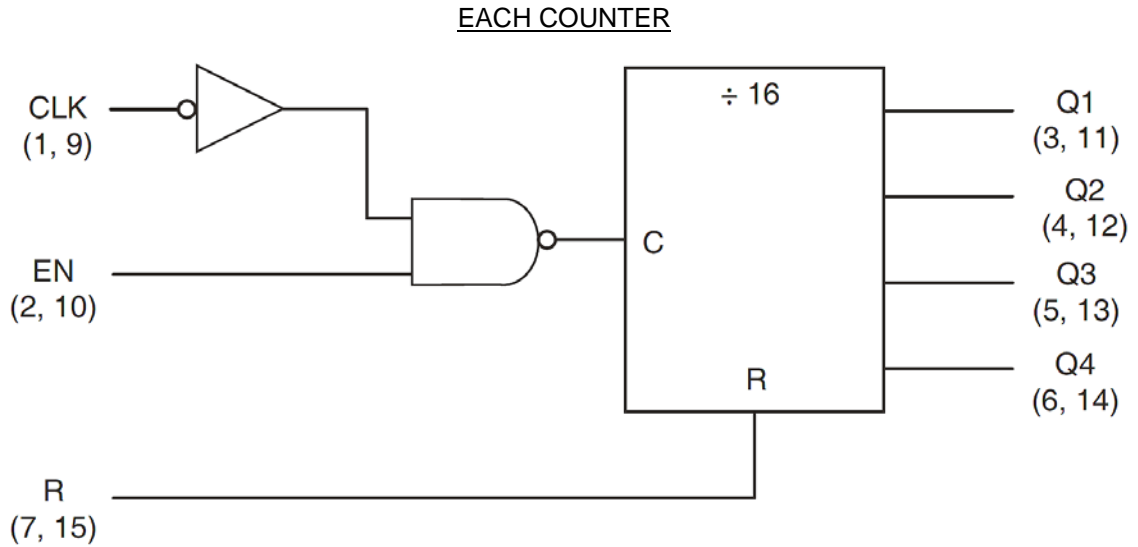 EACH COUNTER
CLK
(1, 9)
EN
(2, 10)
R
(7, 15)
÷ 16
C
R
Q1
(3, 11)
Q2
(4, 12)
Q3
(5, 13)
Q4
(6, 14)